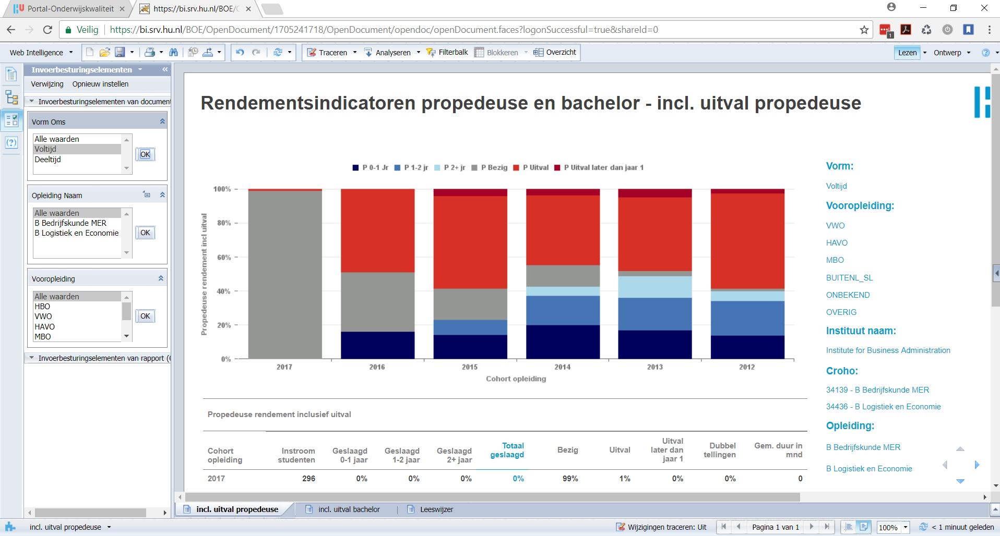 Portal-Onderwijskwaliteit
https://bi.srv.hu.nl/BOE/
Veilig
https://bi.srv.hu.nl/BOE/OpenDocument/1705241718/OpenDocument/opendoc/openDocument.faces?logonSuccessful=true&shareId=0
1
Web Intelligence
Traceren
Analyseren
Filterbalk
Blokkeren
Overzicht
Lezen
Ontwerp
Invoerbesturingselementen
Verwijzing Opnieuw instellen
Invoerbesturingselementen van document
Vorm Oms
Alle waarden
Voltijd
Deeltijd
OK
Opleiding Naam
Alle waarden
B Bedrijfskunde MER
B Logistiek en Economie
OK
Vooropleiding
Alle waarden
HBO
VWO
HAVO
MBO
OK
Invoerbesturingselementen van rapport (
Rendementsindicatoren propedeuse en bachelor - incl. uitval propedeuse
P 0-1 Jr P 1-2 jr P 2+ jr P Bezig P Uitval P Uitval later dan jaar 1
Propedeuse rendement incl uitval
100%
80%
60%
40%
20%
0%
2017 2016 2015 2014 2013 2012
Cohort opleiding
Vorm:
Voltijd
Vooropleiding:
VWO
HAVO
MBO
BUITENL_SL
ONBEKEND
OVERIG
Instituut naam:
Institute for Business Administration
Croho:
34139 - B Bedrijfskunde MER
34436 - B Logistiek en Economie
Opleiding:
B Bedrijfskunde MER
B Logistiek en Economie
Propedeuse rendement inclusief uitval
Cohort opleiding
Instroom studenten
Geslaagd 0-1 jaar
Geslaagd 1-2 jaar
Geslaagd 2+ jaar
Totaal geslaagd
Bezig
Uitval
Uitval later dan jaar 1
Dubbel tellingen
Gem. duur in mnd
2017 296 0% 0% 0% 0% 99% 1% 0% 0% 0
incl. uitval propedeuse
incl. uitval bachelor
Leeswijzer
incl. uitval propedeuse
Wijzigingen traceren: Uit
Pagina 1 van 1
100%
< 1 minuut geleden